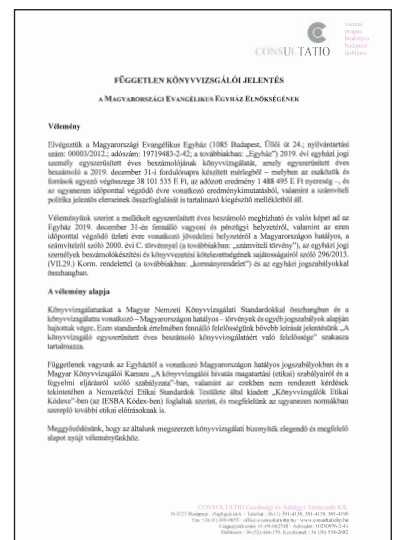 CONSULTATIO
vienna
prague
bratislava
budapest
ljubljana
FÜGGETLEN KÖNYVVIZSGÁLÓI JELENTÉS
A MAGYARORSZÁGI EVANGÉLIKUS EGYHÁZ ELNÖKSÉGÉNEK
Vélemény
Elvégeztük a Magyarországi Evangélikus Egyház (1085 Budapest, Üllői út 24.; nyilvántartási
szám: 00003/2012.; adószám: 19719483-2-42; a továbbiakban: „Egyház”) 2019. évi egyházi jogi
személy egyszerűsített éves beszámolójának könyvvizsgálatát, amely egyszerűsített éves
beszámoló a 2019. december 31-i fordulónapra készített mérlegből – melyben az eszközök és
források egyező végösszege 38 101 535 E Ft, az adózott eredmény 1 488 495 E Ft nyereség –, és
az ugyanezen időponttal végződő évre vonatkozó eredménykimutatásból, valamint a számviteli
politika jelentős elemeinek összefoglalását is tartalmazó kiegészítő mellékletből áll.
Véleményünk szerint a mellékelt egyszerűsített éves beszámoló megbízható és valós képet ad az
Egyház 2019. december 31-én fennálló vagyoni és pénzügyi helyzetéről, valamint az ezen
időponttal végződő üzleti évre vonatkozó jövedelmi helyzetéről a Magyarországon hatályos, a
számvitelről szóló 2000. évi C. törvénnyel (a továbbiakban: „számviteli törvény”), az egyházi jogi
személyek beszámolókészítési és könyvvezetési kötelezettségének sajátosságairól szóló 296/2013.
(VII.29.) Korm. rendelettel (a továbbiakban: „kormányrendelet”) és az egyházi jogszabályokkal
összhangban.
A vélemény alapja
Könyvvizsgálatunkat a Magyar Nemzeti Könyvvizsgálati Standardokkal összhangban és a
könyvvizsgálatra vonatkozó – Magyarországon hatályos – törvények és egyéb jogszabályok alapján
hajtottuk végre. Ezen standardok értelmében fennálló felelősségünk bővebb leírását jelentésünk „A
könyvvizsgáló egyszerűsített éves beszámoló könyvvizsgálatáért való felelőssége” szakasza
tartalmazza.
Függetlenek vagyunk az Egyháztól a vonatkozó Magyarországon hatályos jogszabályokban és a
Magyar Könyvvizsgálói Kamara „A könyvvizsgálói hivatás magatartási (etikai) szabályairól és a
fegyelmi eljárásról szóló szabályzata”-ban, valamint az ezekben nem rendezett kérdések
tekintetében a Nemzetközi Etikai Standardok Testülete által kiadott „Könyvvizsgálók Etikai
Kódexe”-ben (az IESBA Kódex-ben) foglaltak szerint, és megfelelünk az ugyanezen normákban
szereplő további etikai előírásoknak is.
Meggyőződésünk, hogy az általunk megszerzett könyvvizsgálati bizonyíték elegendő és megfelelő
alapot nyújt véleményünkhöz.
CONSULTATIO Gazdasági és Adóügyi Tanácsadó Kft.